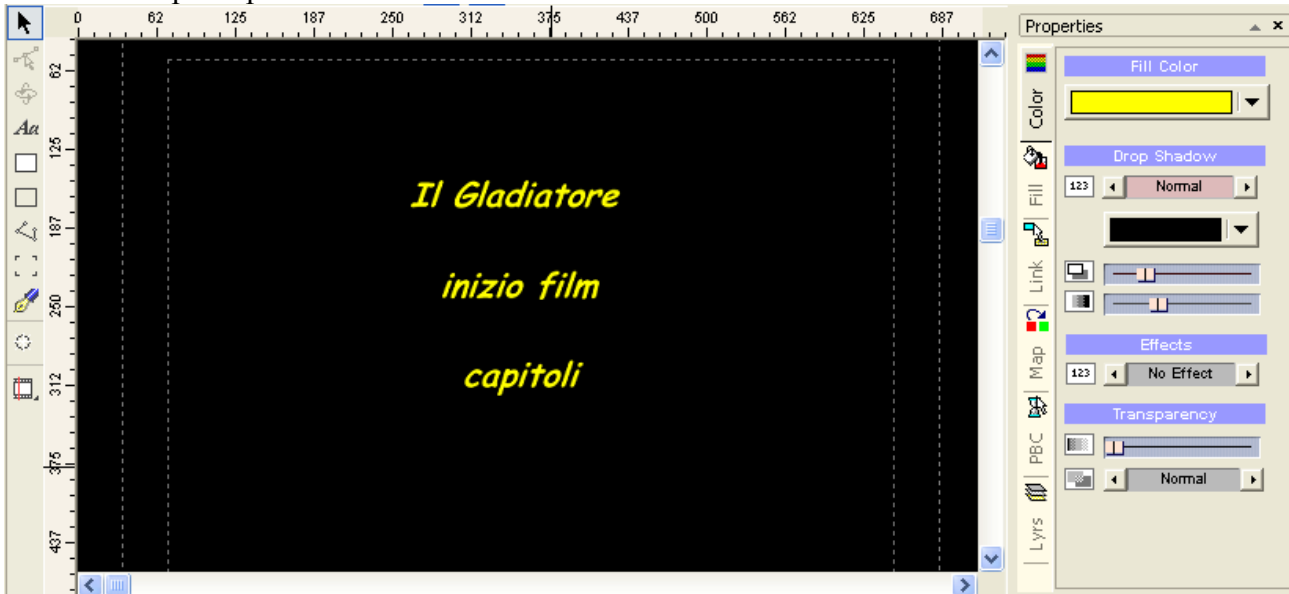 0 62 125 187 250 312 375 437 500 562 625 687
Properties
62
125
187
250
312
375
437
Aa
Il Gladiatore
inizio film
capitoli
Color
Fill
Link
Map
PBC
Lyrs
Fill Color
Drop Shadow
123 Normal
Effects
123 No Effect
Transparency
Normal